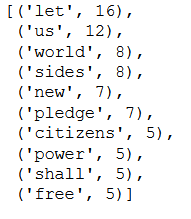 [('let', 16),
('us', 12),
('world', 8),
('sides', 8),
('new', 7),
('pledge', 7),
('citizens', 5),
('power', 5),
('shall', 5),
('free', 5)]